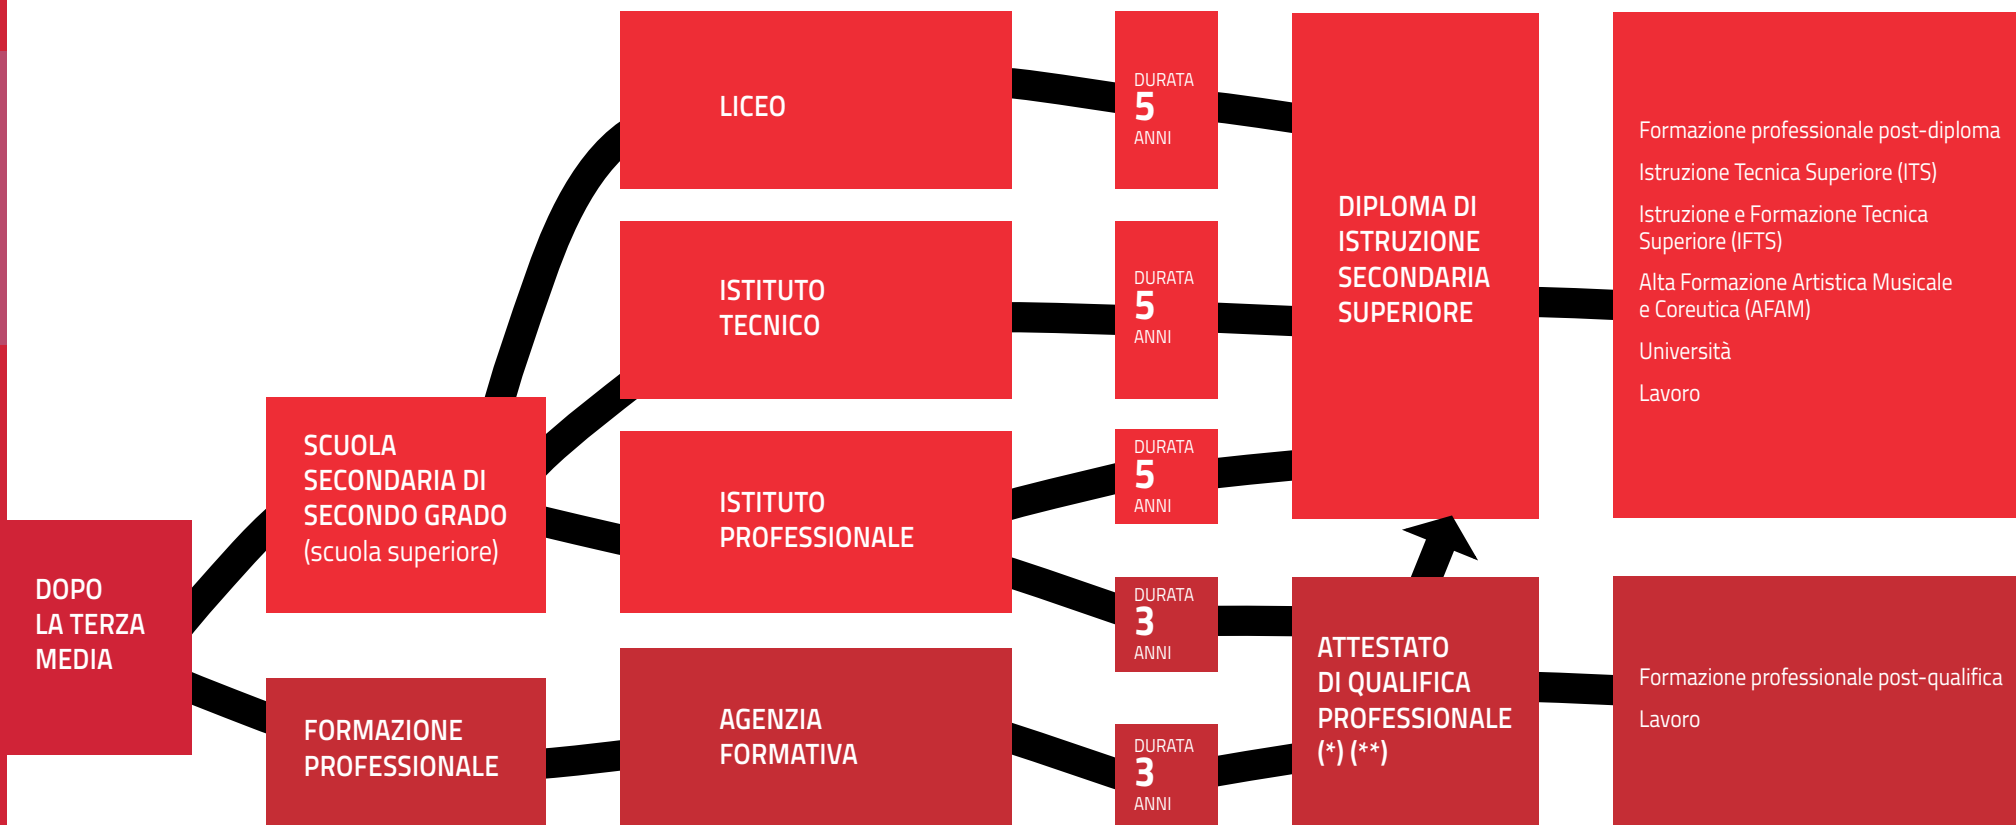 DOPO
LA TERZA
MEDIA
SCUOLA
SECONDARIA DI
SECONDO GRADO
(scuola superiore)
FORMAZIONE
PROFESSIONALE
LICEO
ISTITUTO
TECNICO
ISTITUTO
PROFESSIONALE
AGENZIA
FORMATIVA
DURATA
5
ANNI
DURATA
5
ANNI
DURATA
5
ANNI
DURATA
3
ANNI
DURATA
3
ANNI
DIPLOMA DI
ISTRUZIONE
SECONDARIA
SUPERIORE
ATTESTATO
DI QUALIFICA
PROFESSIONALE
(*) (**)
Formazione professionale post-diploma
Istruzione Tecnica Superiore (ITS)
Istruzione e Formazione Tecnica
Superiore (IFTS)
Alta Formazione Artistica Musicale
e Coreutica (AFAM)
Università
Lavoro
Formazione professionale post-qualifica
Lavoro